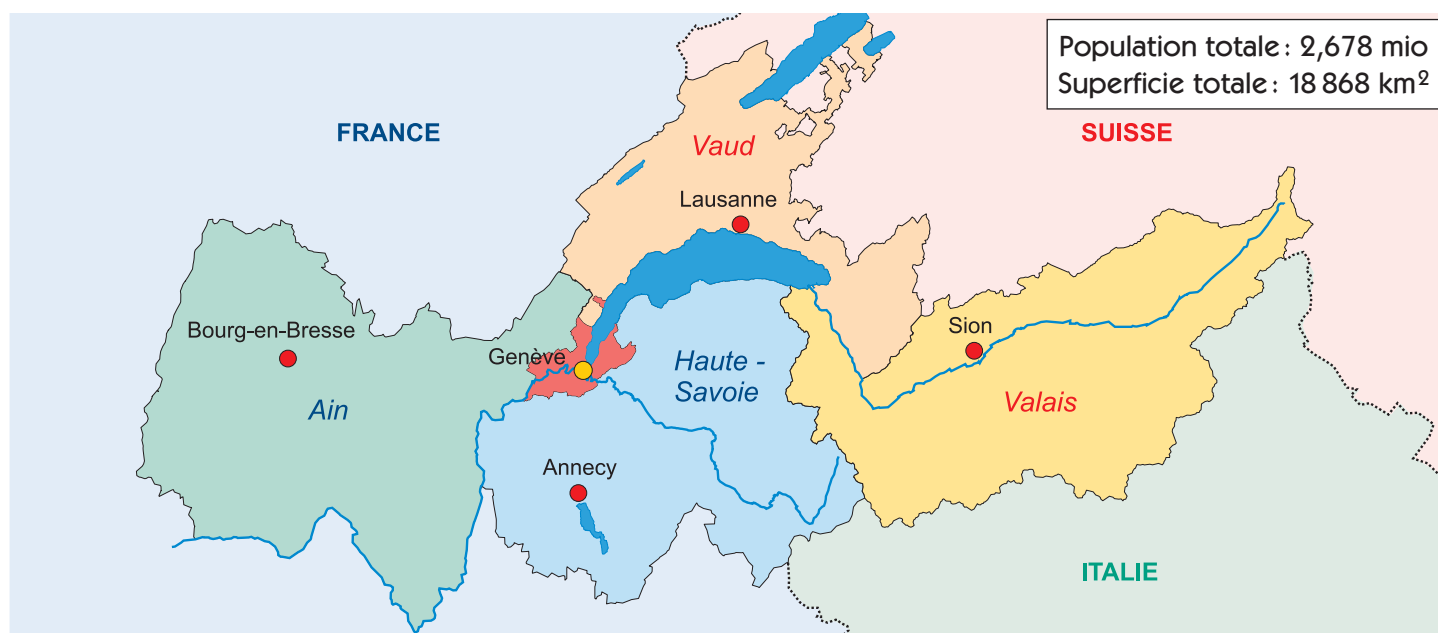 Population totale : 2,678 mio
Superficie totale : 18 868 km²
FRANCE
SUISSE
Vaud
Lausanne
Bourg-en-Bresse
Sion
Genève
Haute -
Savoie
Ain
Valais
Annecy
ITALIE